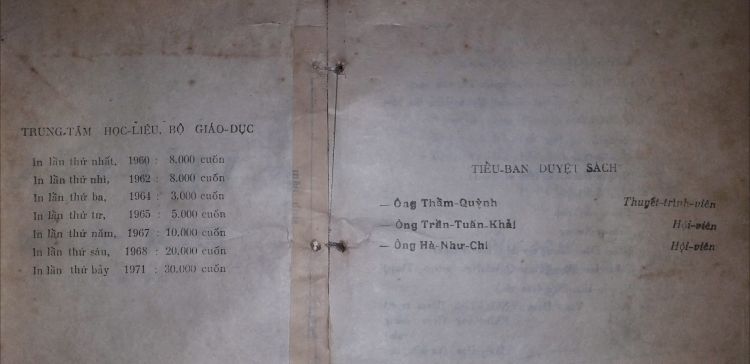 TRUNG-TÂM HỌC-LIỆU, BỘ GIÁO-DỤC
In lần thứ nhất, 1960 : 8.000 cuốn
In lần thứ nhì, 1962 : 8.000 cuốn
In lần thứ ba, 1964 : 3.000 cuốn
In lần thứ tư, 1965 : 5.000 cuốn
In lần thứ năm, 1967 : 10.000 cuốn
In lần thứ sáu, 1968 : 20.000 cuốn
In lần thứ bảy 1971 : 30.000 cuốn
TIỂU-BAN DUYỆT SÁCH
— Ông Thẩm-Quỳnh Thuyết-trình-viên
— Ông Trần-Tuấn-Khải Hội-viên
— Ông Hà-Như-Chi Hội-viên